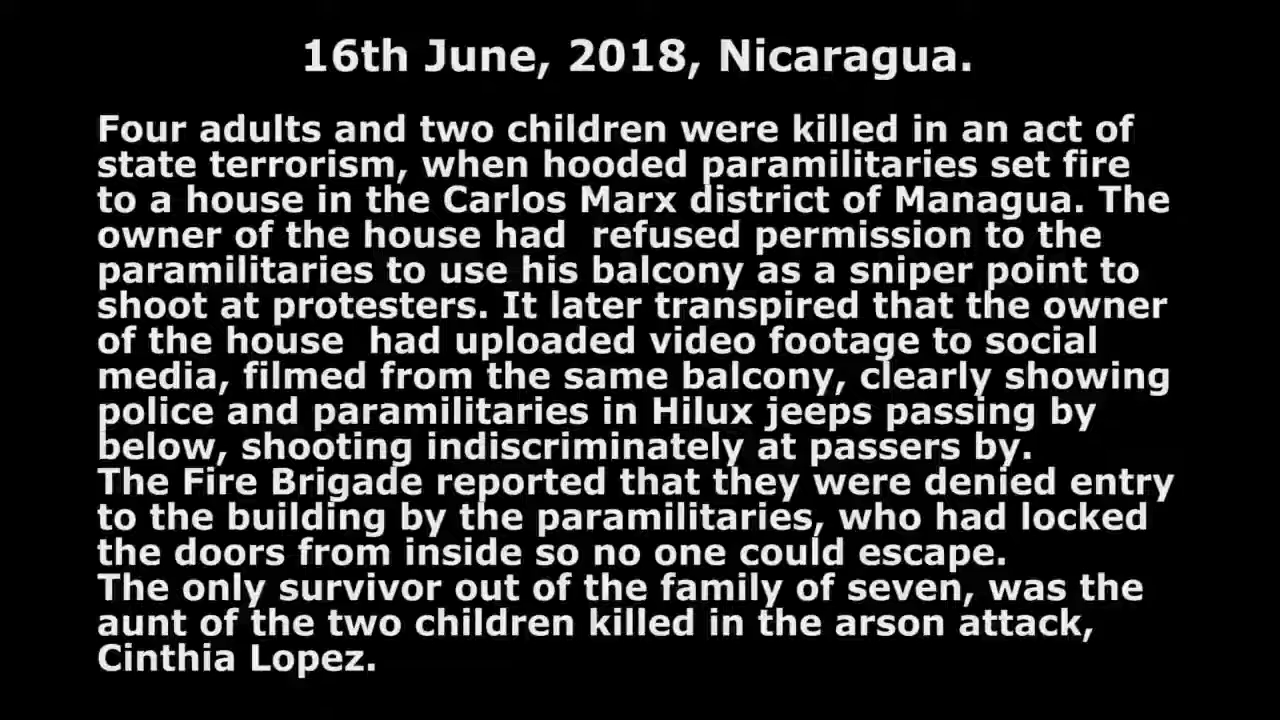 16th June, 2018, Nicaragua.
Four adults and two children were killed in an act of
state terrorism, when hooded paramilitaries set fire
to a house in the Carlos Marx district of Managua. The
owner of the house had  refused permission to the
paramilitaries to use his balcony as a sniper point to
shoot at protesters. It later transpired that the owner
of the house  had uploaded video footage to social
media, filmed from the same balcony, clearly showing
police and paramilitaries in Hilux jeeps passing by
below, shooting indiscriminately at passers by.
The Fire Brigade reported that they were denied entry
to the building by the paramilitaries, who had locked
the doors from inside so no one could escape.
The only survivor out of the family of seven, was the
aunt of the two children killed in the arson attack,
Cinthia Lopez.